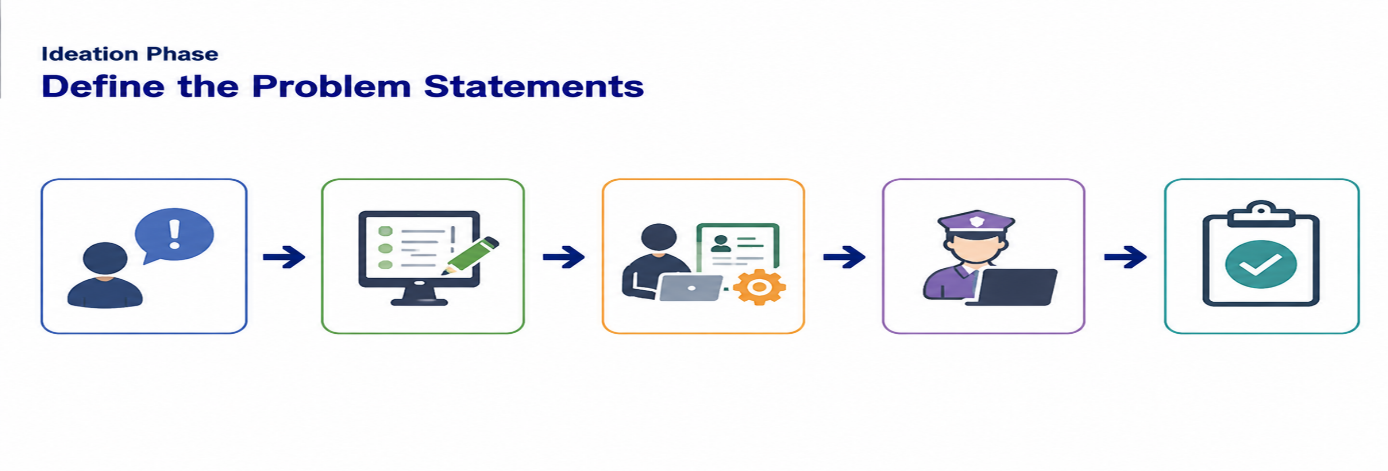 Ideation Phase
Define the Problem Statements